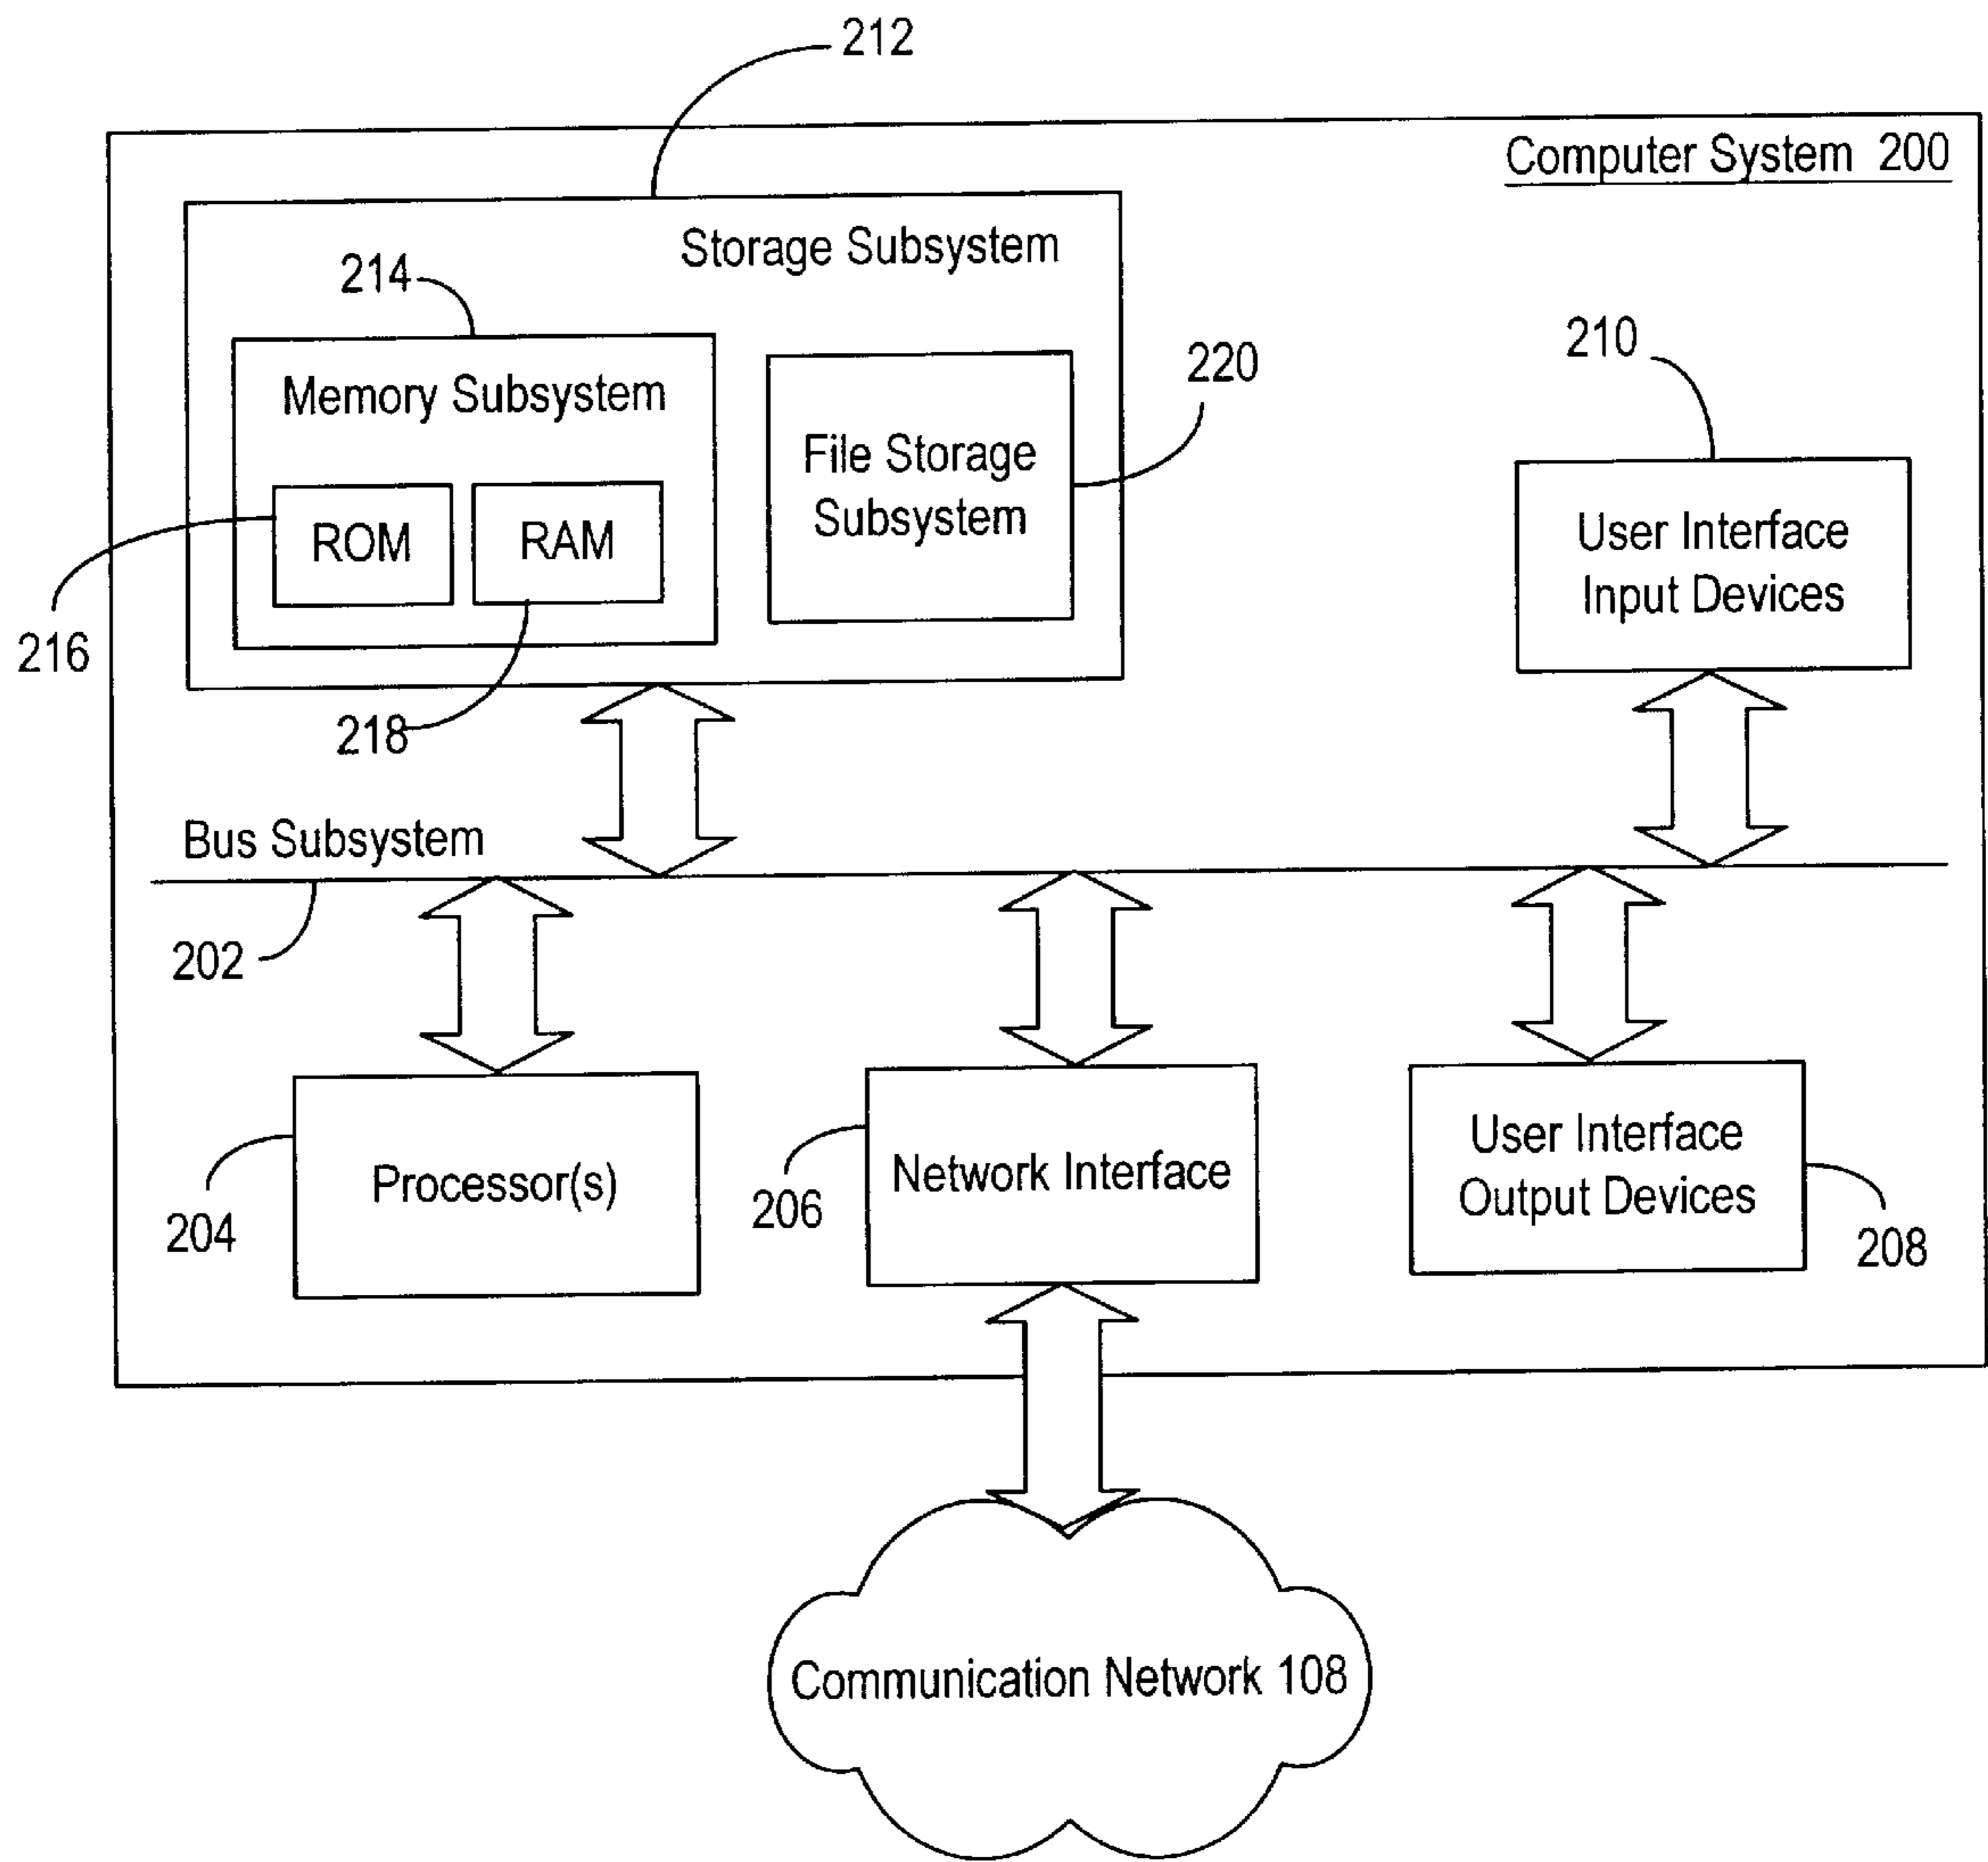 212
Computer System 200
Storage Subsystem
214
Memory Subsystem
ROM
RAM
216
218
File Storage
Subsystem
220
210
User Interface
Input Devices
Bus Subsystem
202
Processor(s)
204
Network Interface
206
User Interface
Output Devices
208
Communication Network 108